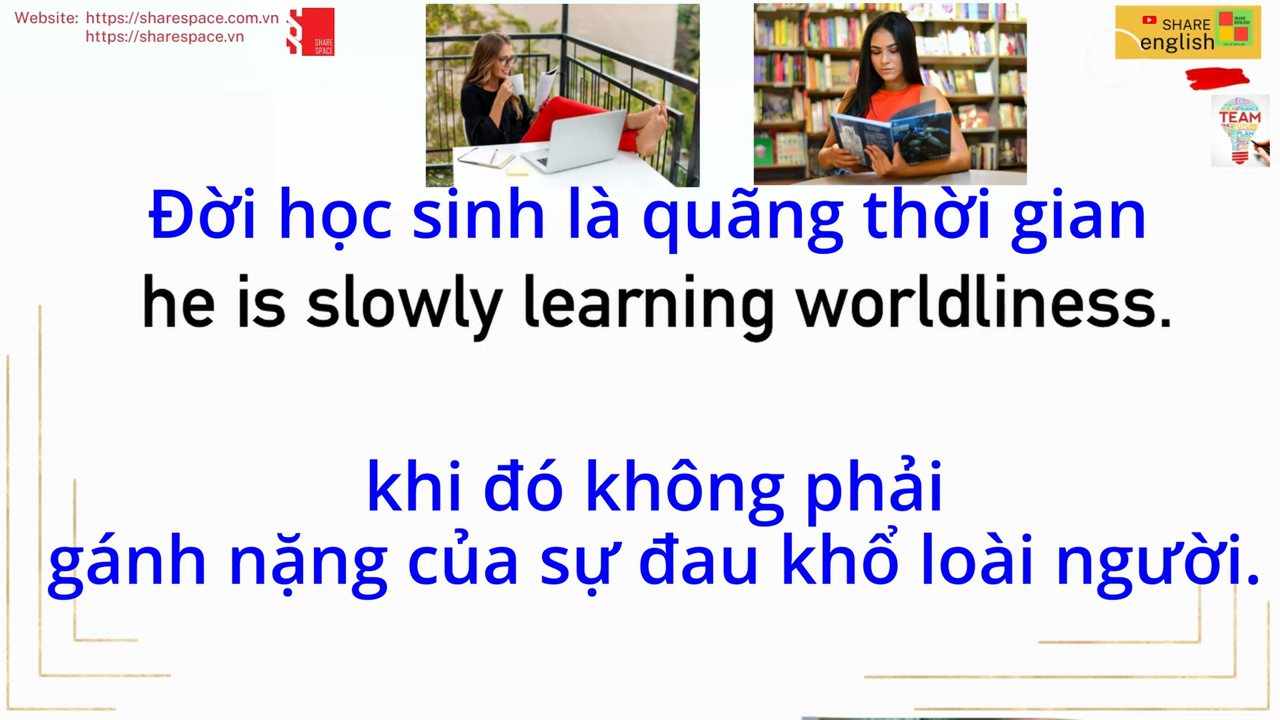 Website: https://sharespace.com.vn
https://sharespace.vn
SHARE
SPACE
SHARE
english
TEAM
PLAN
Đời học sinh là quãng thời gian
he is slowly learning worldliness.
khi đó không phải
gánh nặng của sự đau khổ loài người.